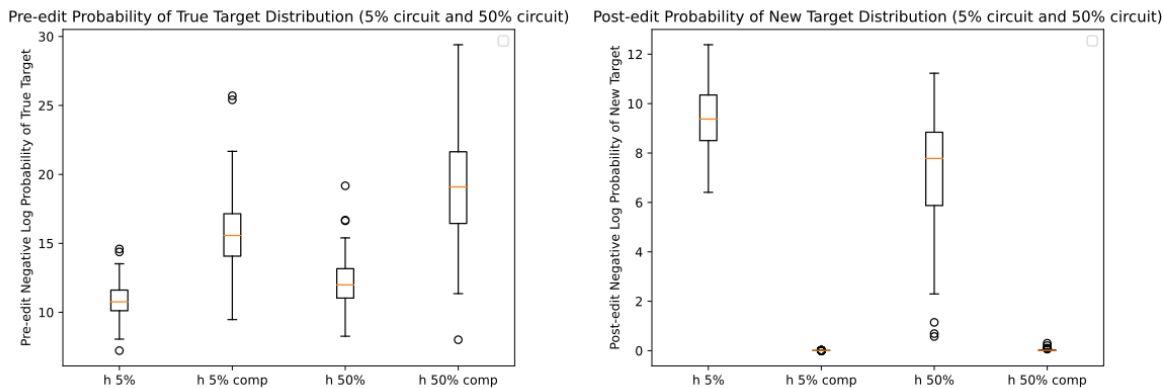 Pre-edit Probability of True Target Distribution (5% circuit and 50% circuit)
Pre-edit Negative Log Probability of True Target
30
25
20
15
10
h 5%
h 5% comp
h 50%
h 50% comp
Post-edit Probability of New Target Distribution (5% circuit and 50% circuit)
Post-edit Negative Log Probability of New Target
12
10
8
6
4
2
0
h 5%
h 5% comp
h 50%
h 50% comp